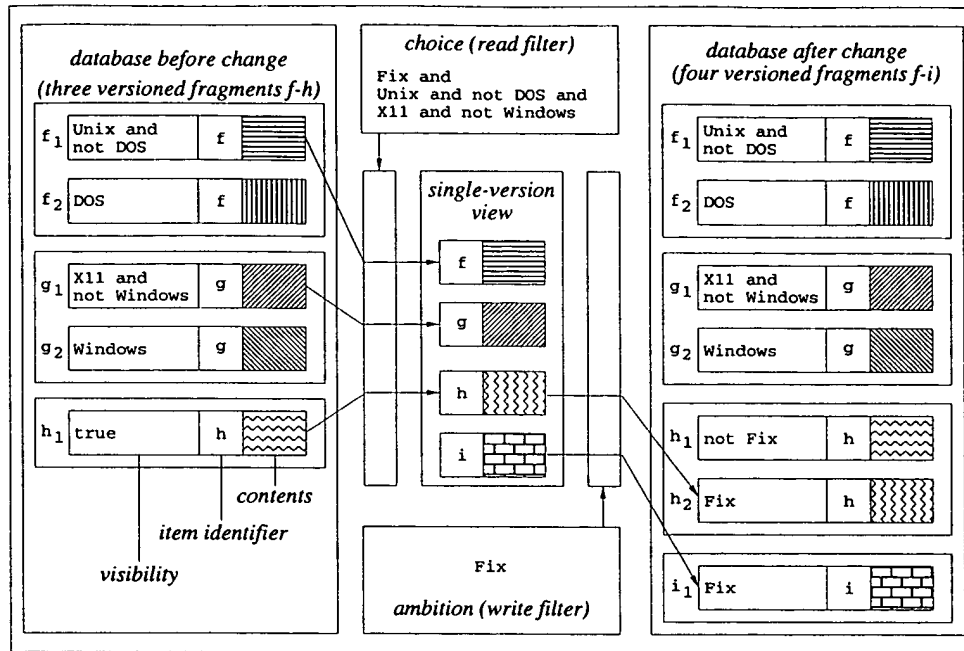 database before change
(three versioned fragments f-h)
f1 Unix and
not DOS f
f2 DOS f
g1 X11 and
not Windows g
g2 Windows g
h1 true h
contents
item identifier
visibility
choice (read filter)
Fix and
Unix and not DOS and
X11 and not Windows
single-version
view
f
g
h
i
Fix
ambition (write filter)
database after change
(four versioned fragments f-i)
f1 Unix and
not DOS f
f2 DOS f
g1 X11 and
not Windows g
g2 Windows g
h1 not Fix h
h2 Fix h
i1 Fix i